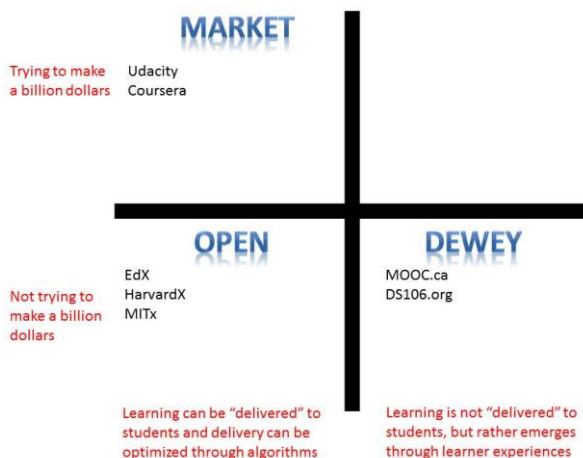 MARKET
Trying to make
a billion dollars
Udacity
Coursera
OPEN
DEWEY
EdX
HarvardX
MITx
MOOC.ca
DS106.org
Not trying to
make a billion
dollars
Learning can be “delivered” to
students and delivery can be
optimized through algorithms
Learning is not “delivered” to
students, but rather emerges
through learner experiences